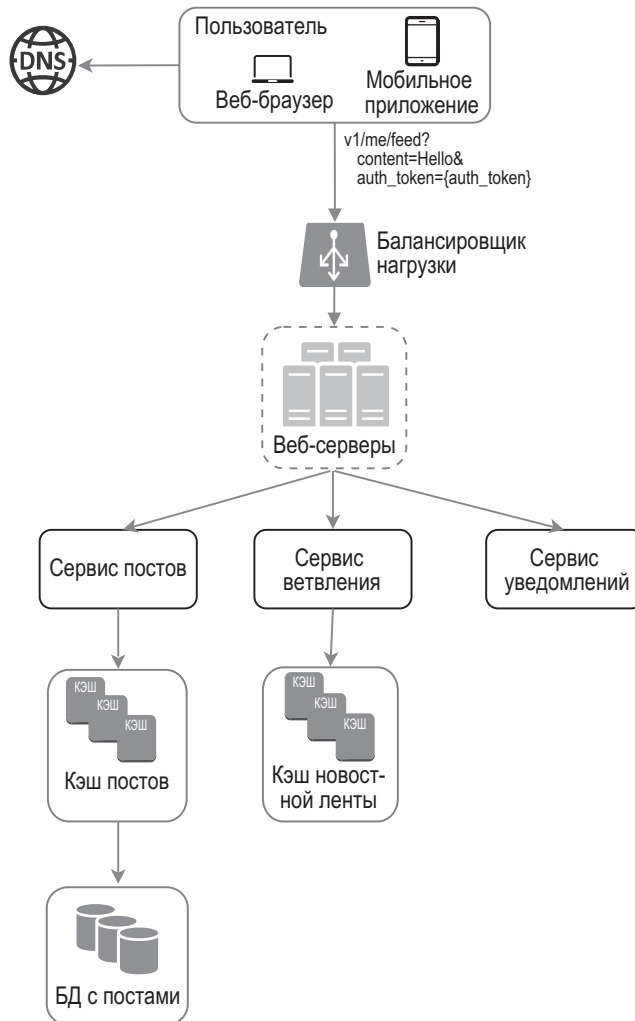 DNS
Пользователь
Веб-браузер
Мобильное
приложение
v1/me/feed?
content=Hello&
auth_token={auth_token}
Балансировщик
нагрузки
Веб-серверы
Сервис постов
Сервис
ветвления
Сервис
уведомлений
КЭШ
КЭШ
КЭШ
Кэш постов
КЭШ
КЭШ
КЭШ
Кэш новост-
ной ленты
БД с постами